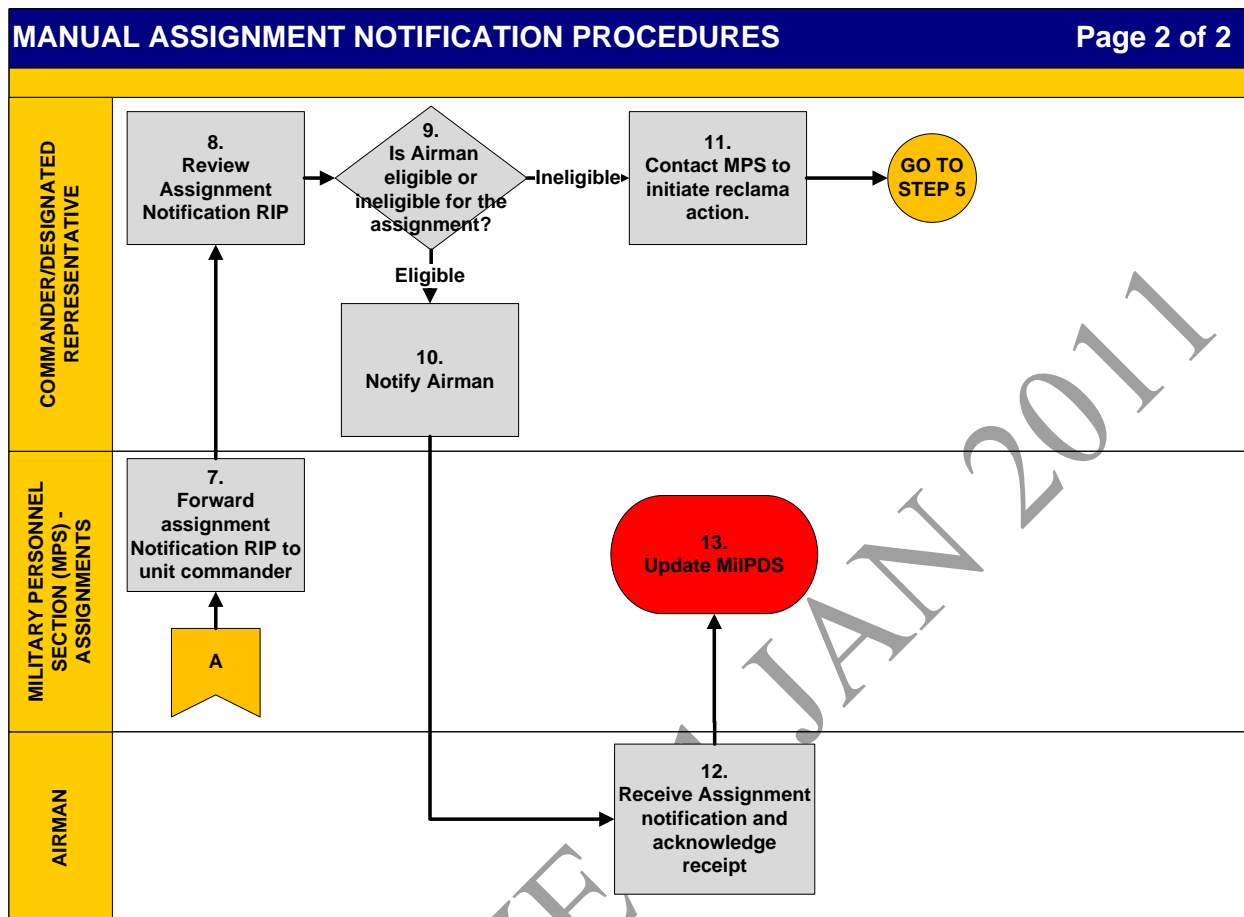 MANUAL ASSIGNMENT NOTIFICATION PROCEDURES
Page 2 of 2
COMMANDER/DESIGNATED
REPRESENTATIVE
8.
Review
Assignment
Notification RIP
9.
Is Airman
eligible or
ineligible for the
assignment?
Ineligible
11.
Contact MPS to
initiate reclama
action.
GO TO
STEP 5
Eligible
10.
Notify Airman
MILITARY PERSONNEL
SECTION (MPS) -
ASSIGNMENTS
7.
Forward
assignment
Notification RIP to
unit commander
A
13.
Update MilPDS
AIRMAN
12.
Receive Assignment
notification and
acknowledge
receipt
JAN 2011